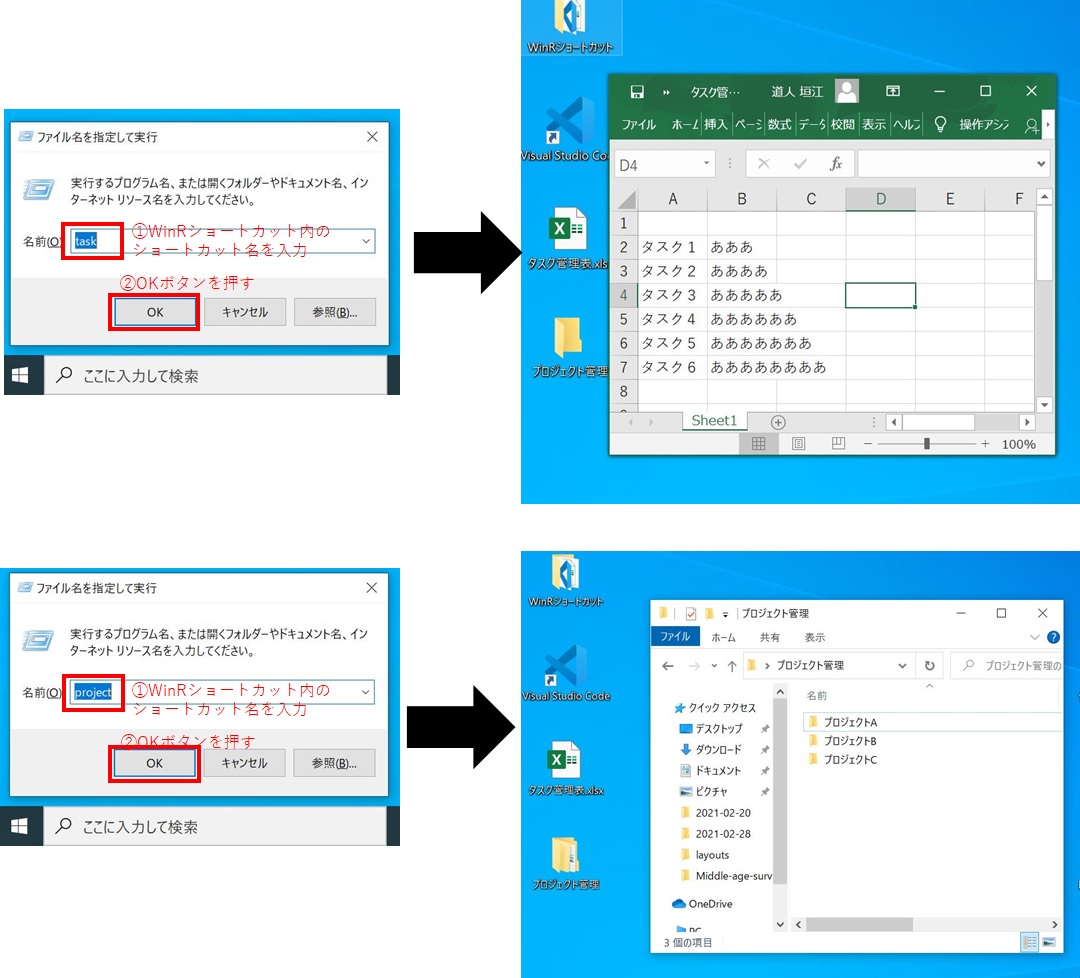 ファイル名を指定して実行
実行するプログラム名、または開くフォルダーやドキュメント名、イン
ターネット リソース名を入力してください。
名前(O)
task
①WinRショートカット内の
ショートカット名を入力
②OKボタンを押す
OK
キャンセル
参照(B)...
ここに入力して検索
WinRショートカット
Visual Studio Co
タスク管理表.xls
プロジェクト管理
タスク管…
道人 垣江
ファイル ホーム 挿入 ページ 数式 データ 校閲 表示 ヘルプ 操作アシ
D4
fx
A B C D E F
1
2 タスク1 あああ
3 タスク2 ああああ
4 タスク3 あああああ
5 タスク4 ああああああ
6 タスク5 あああああああ
7 タスク6 ああああああああ
8
Sheet1
100%
ファイル名を指定して実行
実行するプログラム名、または開くフォルダーやドキュメント名、イン
ターネット リソース名を入力してください。
名前(O)
project
①WinRショートカット内の
ショートカット名を入力
②OKボタンを押す
OK
キャンセル
参照(B)...
ここに入力して検索
WinRショートカット
Visual Studio Code
タスク管理表.xlsx
プロジェクト管理
プロジェクト管理
ファイル ホーム 共有 表示
プロジェクト管理
プロジェクト管理の
クイック アクセス
デスクトップ
ダウンロード
ドキュメント
ピクチャ
2021-02-20
2021-02-28
layouts
Middle-age-surv
OneDrive
PC
名前
プロジェクトA
プロジェクトB
プロジェクトC
3 個の項目